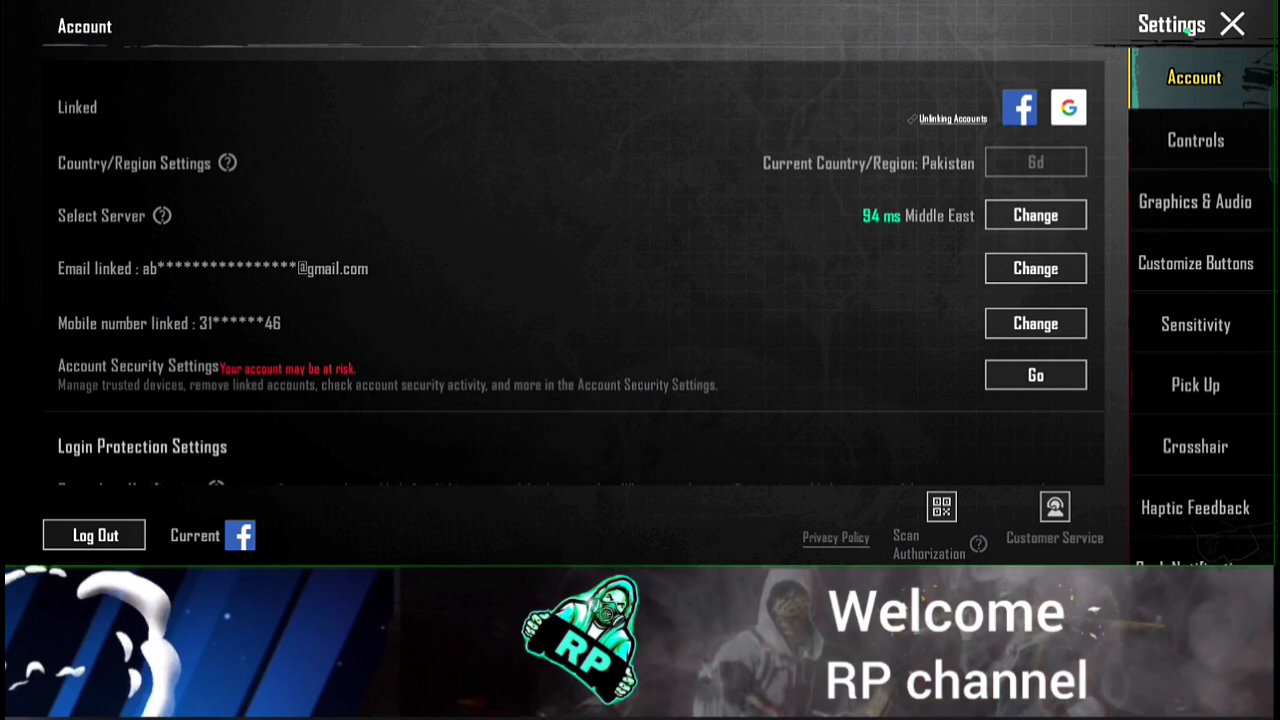 Account
Settings
Account
Linked
Unlinking Accounts
Controls
Country/Region Settings ?
Current Country/Region: Pakistan
6d
Graphics & Audio
Select Server ?
94 ms Middle East
Change
Customize Buttons
Email linked : ab****************@gmail.com
Change
Mobile number linked : 31******46
Change
Sensitivity
Account Security Settings Your account may be at risk.
Manage trusted devices, remove linked accounts, check account security activity, and more in the Account Security Settings.
Go
Pick Up
Login Protection Settings
Crosshair
Haptic Feedback
Log Out
Current
Privacy Policy
Scan
Authorization ?
Customer Service
RP
Welcome
RP channel